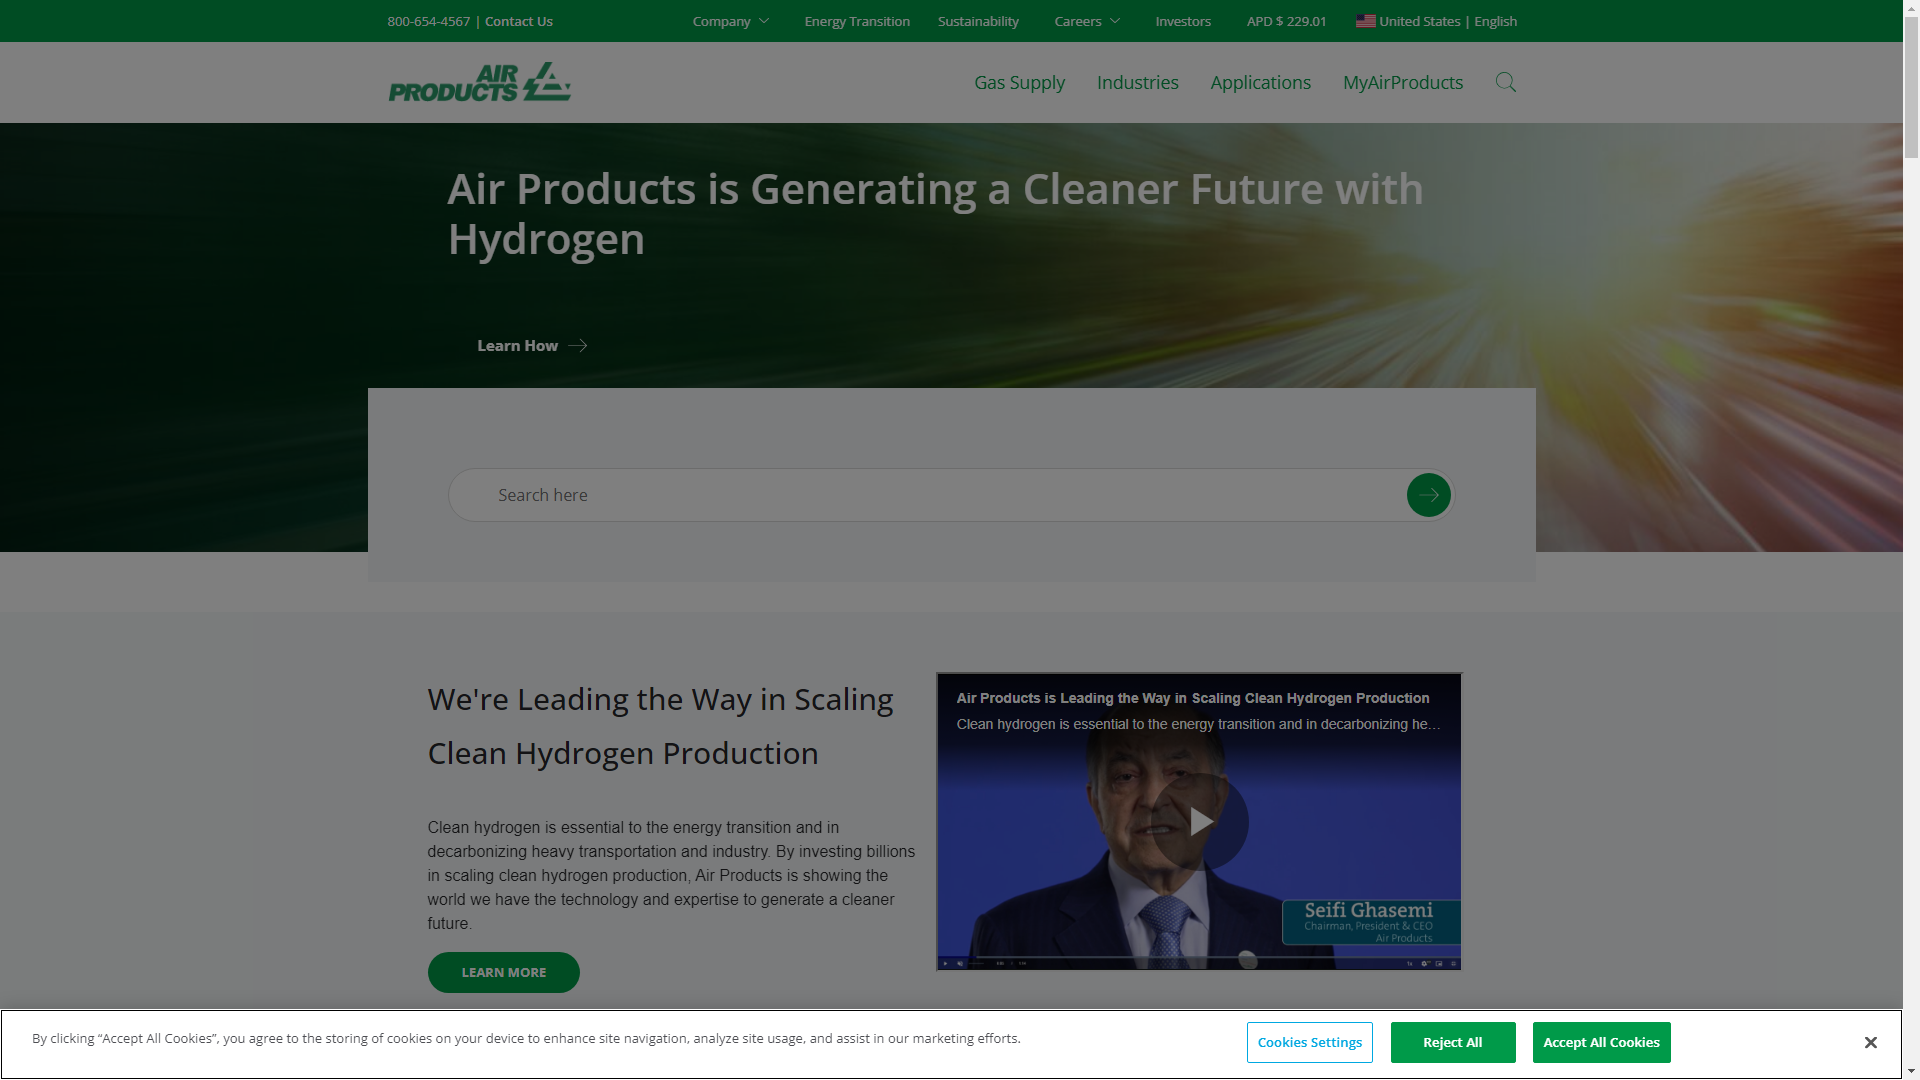 800-654-4567 | Contact Us
Company
Energy Transition
Sustainability
Careers
Investors
APD $ 229.01
United States | English
AIR
PRODUCTS
Gas Supply
Industries
Applications
MyAirProducts
Air Products is Generating a Cleaner Future with
Hydrogen
Learn How
Search here
We're Leading the Way in Scaling
Clean Hydrogen Production
Clean hydrogen is essential to the energy transition and in
decarbonizing heavy transportation and industry. By investing billions
in scaling clean hydrogen production, Air Products is showing the
world we have the technology and expertise to generate a cleaner
future.
LEARN MORE
Air Products is Leading the Way in Scaling Clean Hydrogen Production
Clean hydrogen is essential to the energy transition and in decarbonizing he...
Seifi Ghasemi
Chairman, President & CEO
Air Products
By clicking “Accept All Cookies”, you agree to the storing of cookies on your device to enhance site navigation, analyze site usage, and assist in our marketing efforts.
Cookies Settings
Reject All
Accept All Cookies